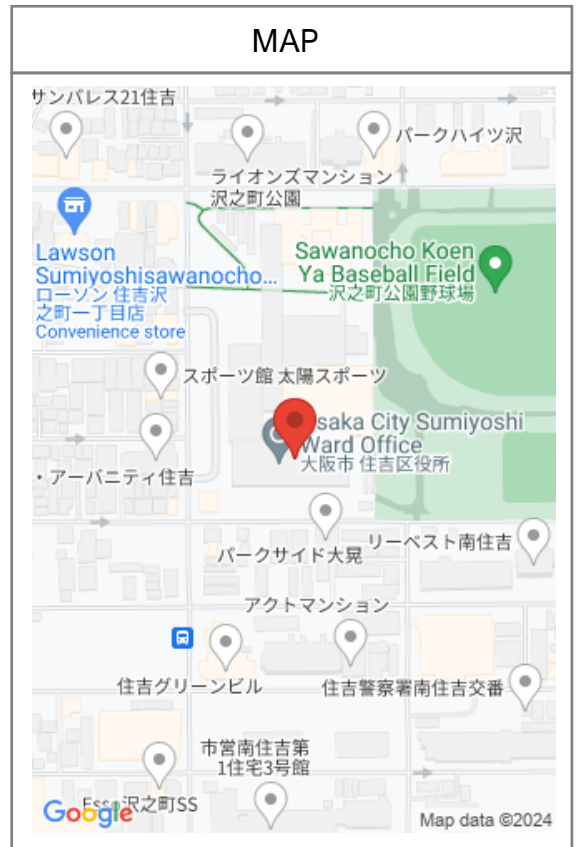 MAP
サンパレス21住吉
パークハイツ沢
ライオンズマンション
沢之町公園
Lawson
Sumiyoshisawanocho...
ローソン 住吉沢
之町一丁目店
Convenience store
Sawanocho Koen
Ya Baseball Field
沢之町公園野球場
スポーツ館 太陽スポーツ
saka City Sumiyoshi
Ward Office
大阪市 住吉区役所
・アーバニティ住吉
パークサイド大晃
リーベスト南住吉
アクトマンション
住吉グリーンビル
住吉警察署南住吉交番
市営南住吉第
1住宅3号館
Esso沢之町SS
Google
Map data ©2024